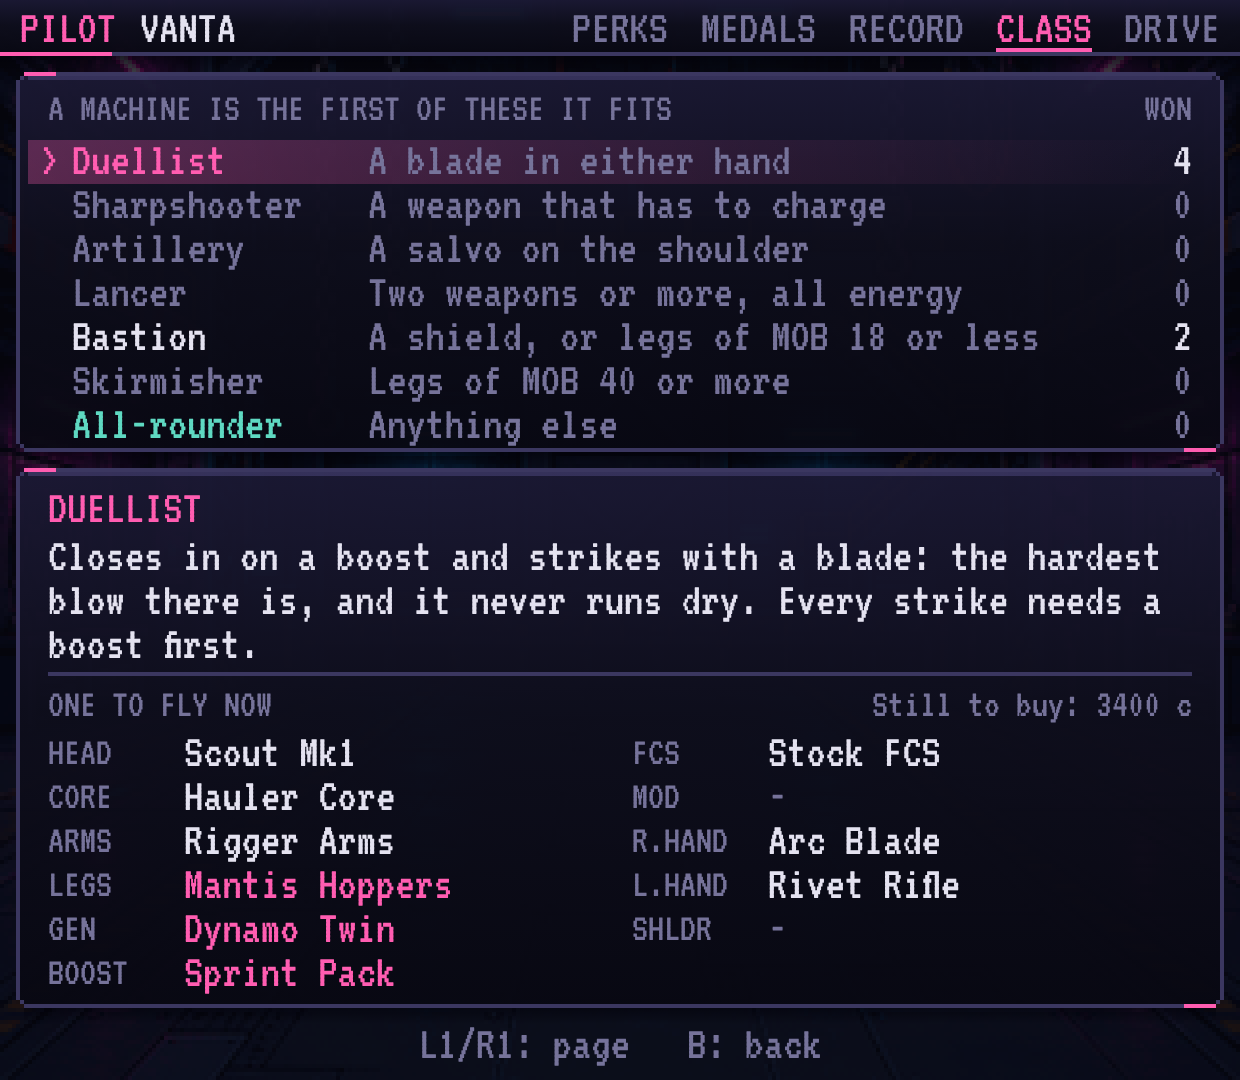 PILOT VANTA PERKS MEDALS RECORD CLASS DRIVE
A MACHINE IS THE FIRST OF THESE IT FITS WON
> Duellist A blade in either hand 4
Sharpshooter A weapon that has to charge 0
Artillery A salvo on the shoulder 0
Lancer Two weapons or more, all energy 0
Bastion A shield, or legs of MOB 18 or less 2
Skirmisher Legs of MOB 40 or more 0
All-rounder Anything else 0
DUELLIST
Closes in on a boost and strikes with a blade: the hardest
blow there is, and it never runs dry. Every strike needs a
boost first.
ONE TO FLY NOW Still to buy: 3400 c
HEAD Scout Mk1 FCS Stock FCS
CORE Hauler Core MOD -
ARMS Rigger Arms R.HAND Arc Blade
LEGS Mantis Hoppers L.HAND Rivet Rifle
GEN Dynamo Twin SHLDR -
BOOST Sprint Pack
L1/R1: page B: back